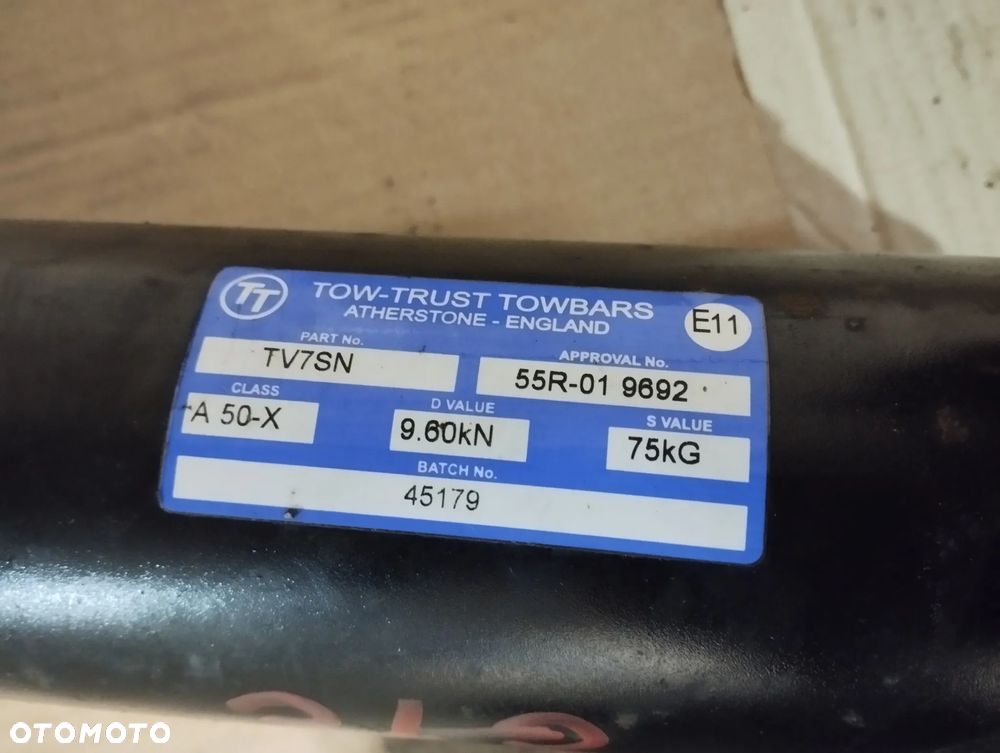 TT
TOW-TRUST TOWBARS
ATHERSTONE - ENGLAND
E11
PART No.
TV7SN
APPROVAL No.
55R-01 9692
CLASS
A 50-X
D VALUE
9.60kN
S VALUE
75kG
BATCH No.
45179
OTOMOTO